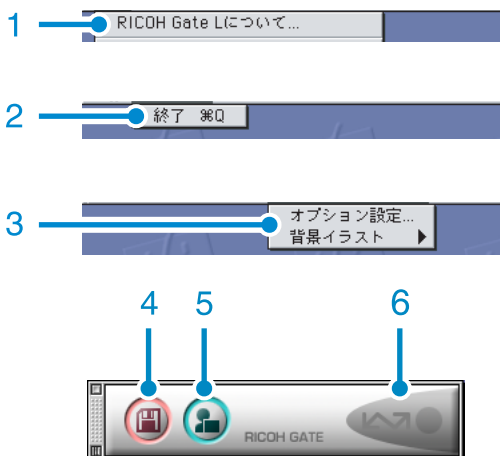 1
RICOH Gate Lについて...
2
終了 ⌘Q
3
オプション設定...
背景イラスト ▶
4 5 6
RICOH GATE